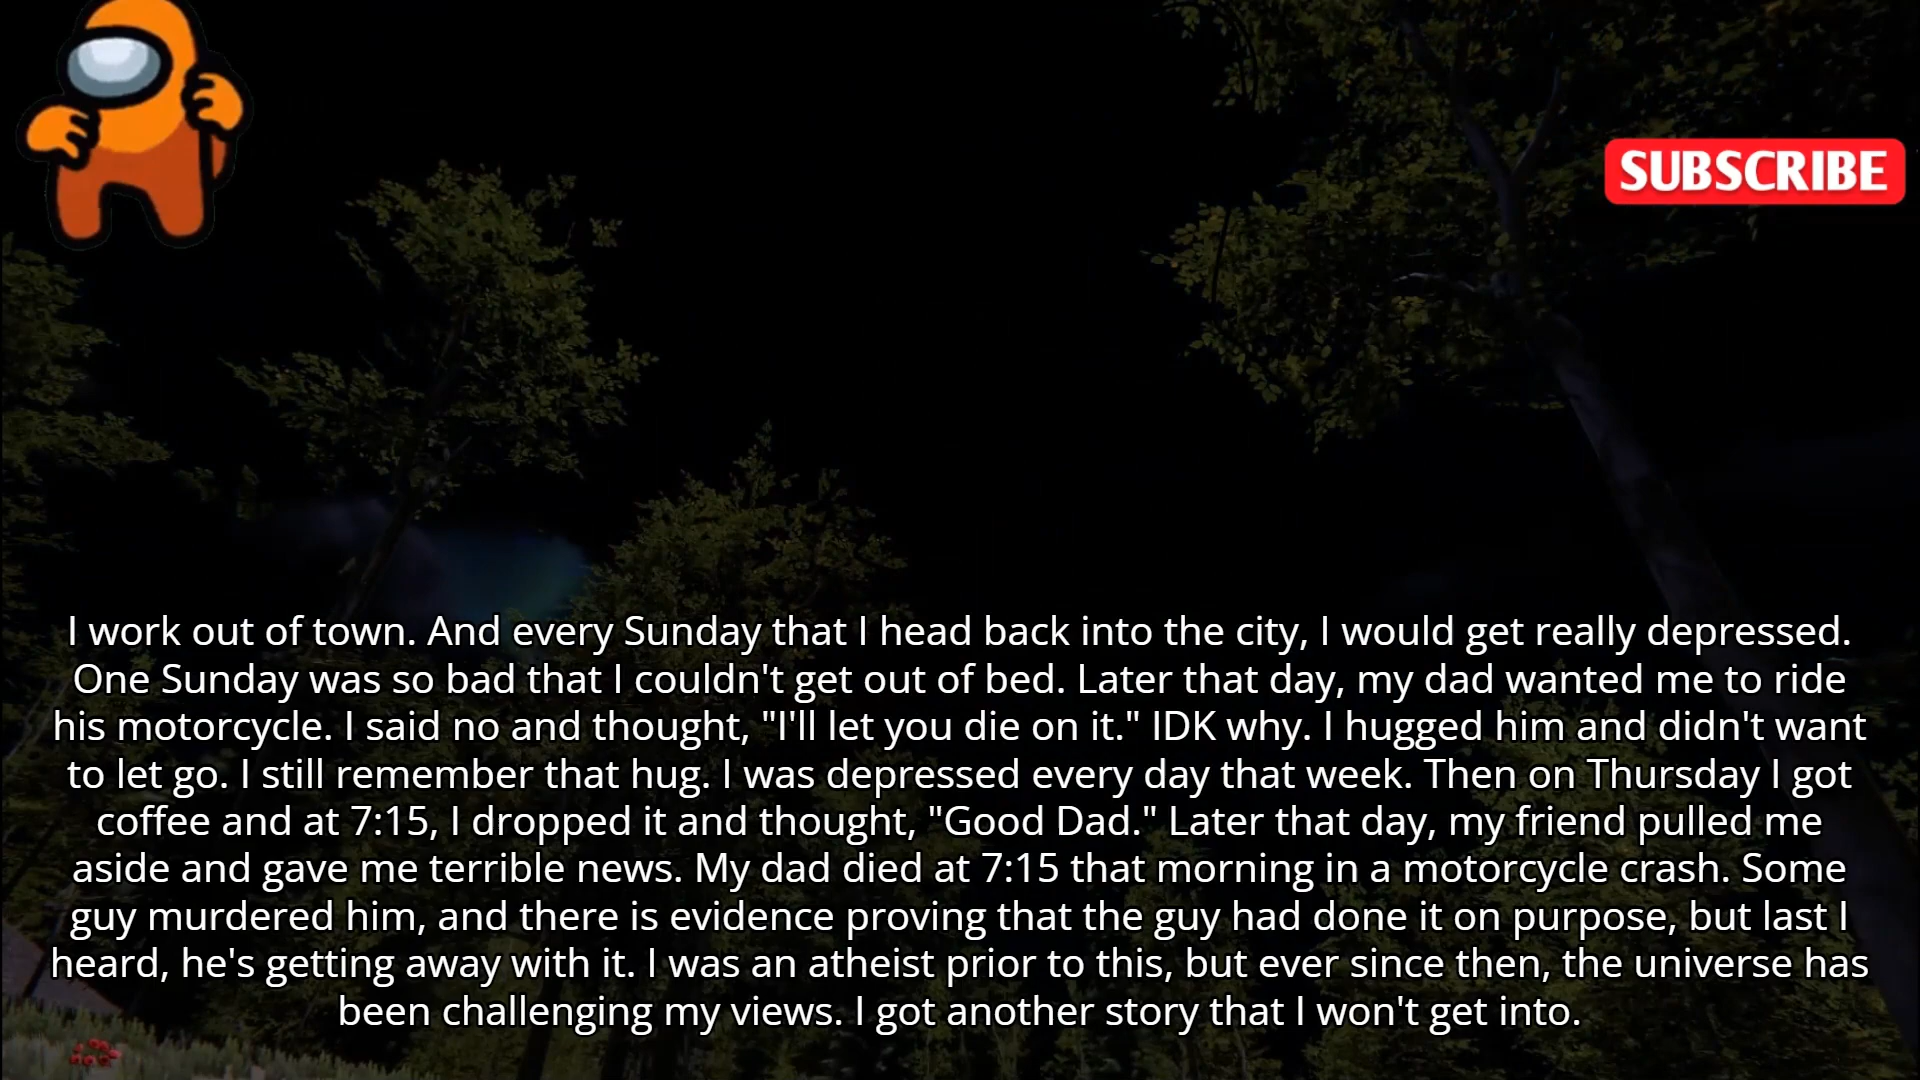 SUBSCRIBE
I work out of town. And every Sunday that I head back into the city, I would get really depressed.
One Sunday was so bad that I couldn't get out of bed. Later that day, my dad wanted me to ride
his motorcycle. I said no and thought, "I'll let you die on it." IDK why. I hugged him and didn't want
to let go. I still remember that hug. I was depressed every day that week. Then on Thursday I got
coffee and at 7:15, I dropped it and thought, "Good Dad." Later that day, my friend pulled me
aside and gave me terrible news. My dad died at 7:15 that morning in a motorcycle crash. Some
guy murdered him, and there is evidence proving that the guy had done it on purpose, but last I
heard, he's getting away with it. I was an atheist prior to this, but ever since then, the universe has
been challenging my views. I got another story that I won't get into.